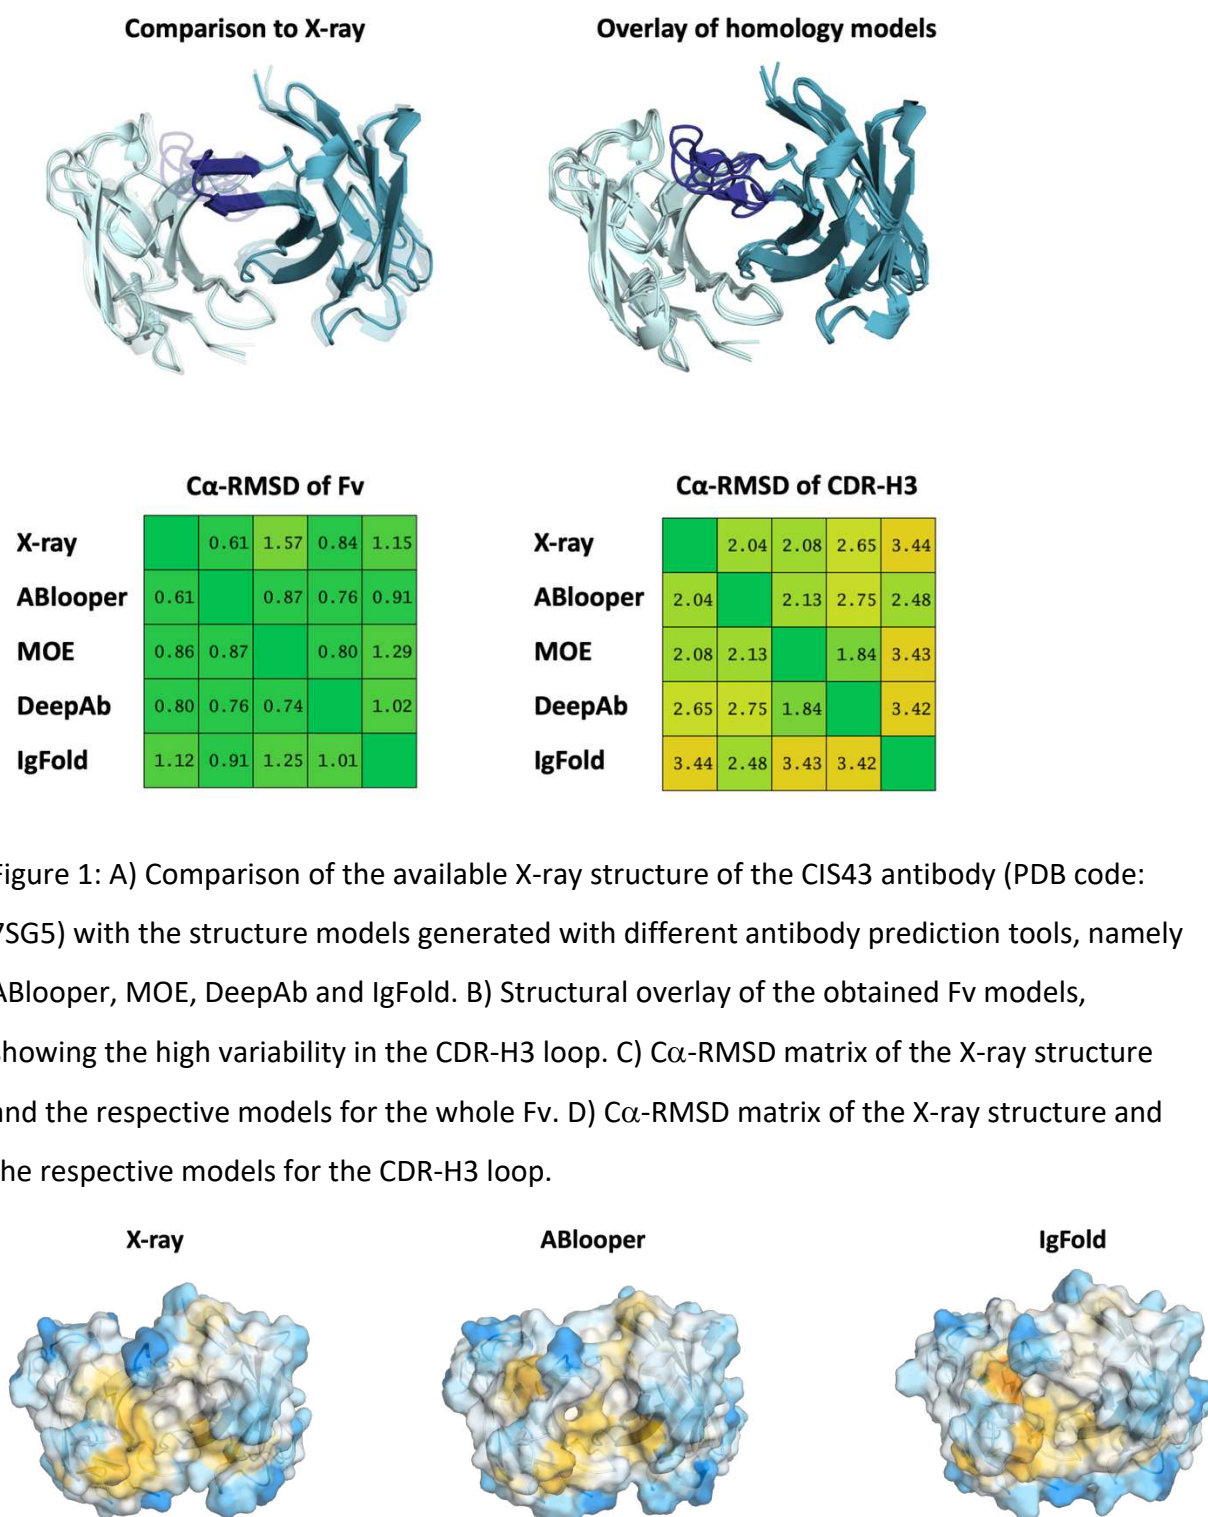 Comparison to X-ray
Overlay of homology models
Cα-RMSD of Fv
X-ray 0.61 1.57 0.84 1.15
ABlooper 0.61 0.87 0.76 0.91
MOE 0.86 0.87 0.80 1.29
DeepAb 0.80 0.76 0.74 1.02
IgFold 1.12 0.91 1.25 1.01
Cα-RMSD of CDR-H3
X-ray 2.04 2.08 2.65 3.44
ABlooper 2.04 2.13 2.75 2.48
MOE 2.08 2.13 1.84 3.43
DeepAb 2.65 2.75 1.84 3.42
IgFold 3.44 2.48 3.43 3.42
Figure 1: A) Comparison of the available X-ray structure of the CIS43 antibody (PDB code:
7SG5) with the structure models generated with different antibody prediction tools, namely
ABlooper, MOE, DeepAb and IgFold. B) Structural overlay of the obtained Fv models,
showing the high variability in the CDR-H3 loop. C) Cα-RMSD matrix of the X-ray structure
and the respective models for the whole Fv. D) Cα-RMSD matrix of the X-ray structure and
the respective models for the CDR-H3 loop.
X-ray
ABlooper
IgFold